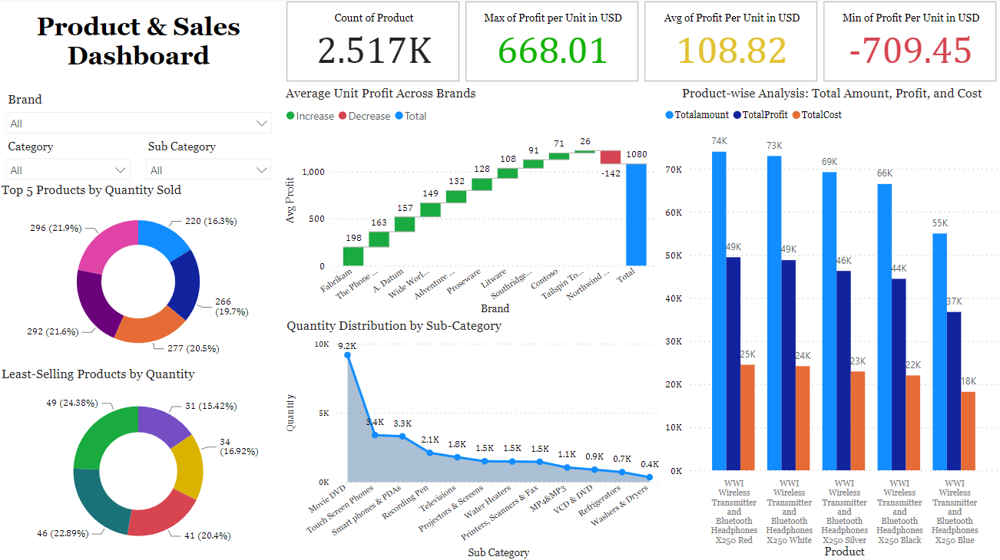 Product & Sales
Dashboard
Count of Product
2.517K
Max of Profit per Unit in USD
668.01
Avg of Profit Per Unit in USD
108.82
Min of Profit Per Unit in USD
-709.45
Brand
All
Category
All
Sub Category
All
Top 5 Products by Quantity Sold
296 (21.9%)
220 (16.3%)
266
(19.7%)
292 (21.6%)
277 (20.5%)
Least-Selling Products by Quantity
49 (24.38%)
31 (15.42%)
34
(16.92%)
46 (22.89%)
41 (20.4%)
Average Unit Profit Across Brands
Increase Decrease Total
Avg Profit
1,000
500
0
198
163
157
149
132
128
108
91
71
26
-142
1080
Fabrikam
The Phone ...
A. Datum
Wide Worl...
Adventure ...
Proseware
Litware
Southridge...
Contoso
Tailspin To...
Northwind ...
Total
Brand
Quantity Distribution by Sub-Category
Quantity
10K
5K
0K
9.2K
3.4K
3.3K
2.1K
1.8K
1.5K
1.5K
1.5K
1.1K
0.9K
0.7K
0.4K
Movie DVD
Touch Screen Phones
Smart phones & PDAs
Recording Pen
Televisions
Projectors & Screens
Water Heaters
Printers, Scanners & Fax
MP4&MP3
VCD & DVD
Refrigerators
Washers & Dryers
Sub Category
Product-wise Analysis: Total Amount, Profit, and Cost
Totalamount TotalProfit TotalCost
70K
60K
50K
40K
30K
20K
10K
0K
74K
49K
25K
73K
49K
24K
69K
46K
23K
66K
44K
22K
55K
37K
18K
WWI
Wireless
Transmitter
and
Bluetooth
Headphones
X250 Red
WWI
Wireless
Transmitter
and
Bluetooth
Headphones
X250 White
WWI
Wireless
Transmitter
and
Bluetooth
Headphones
X250 Silver
WWI
Wireless
Transmitter
and
Bluetooth
Headphones
X250 Black
WWI
Wireless
Transmitter
and
Bluetooth
Headphones
X250 Blue
Product